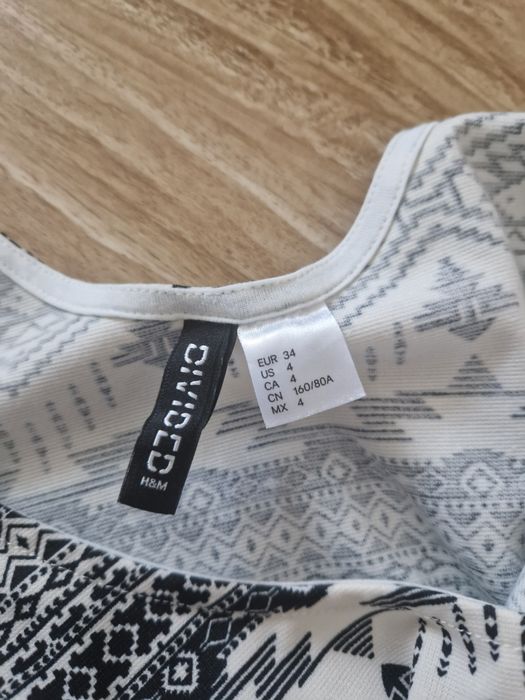 DIVIDED
H&M
EUR 34
US 4
CA 4
CN 160/80A
MX 4